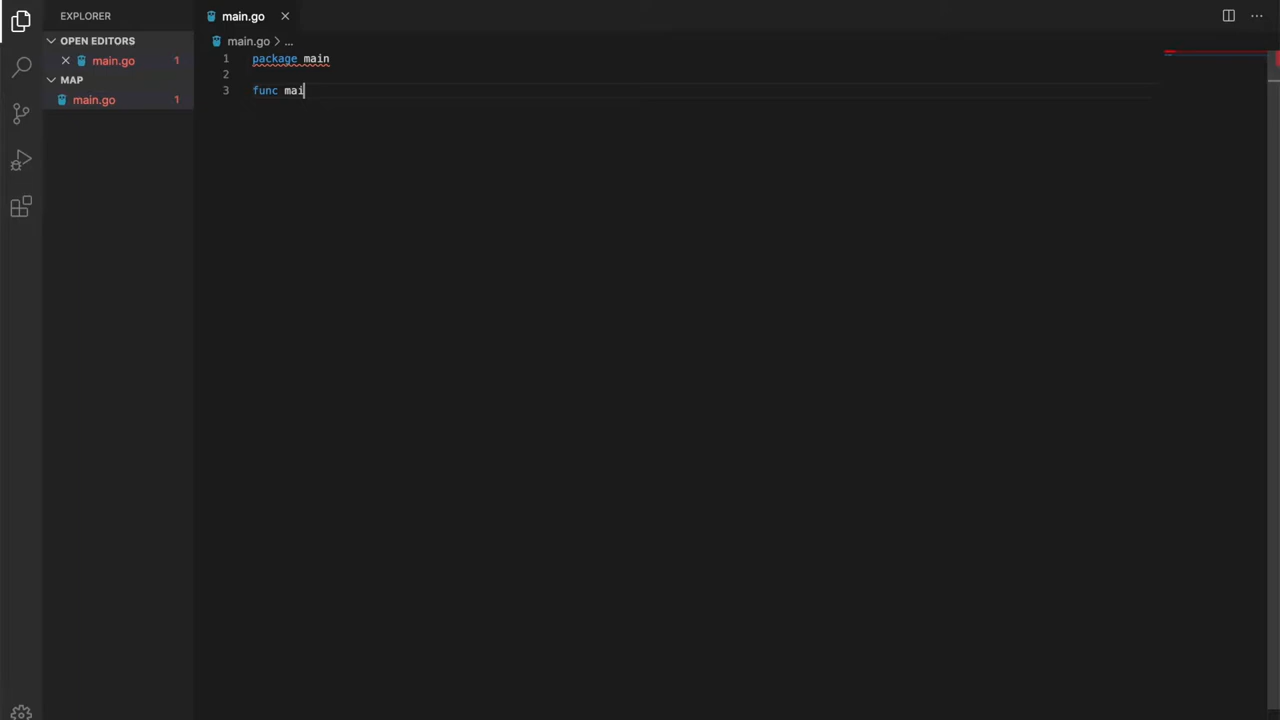 EXPLORER
OPEN EDITORS
main.go 1
MAP
main.go 1
main.go
main.go > ...
1 package main
2
3 func mai